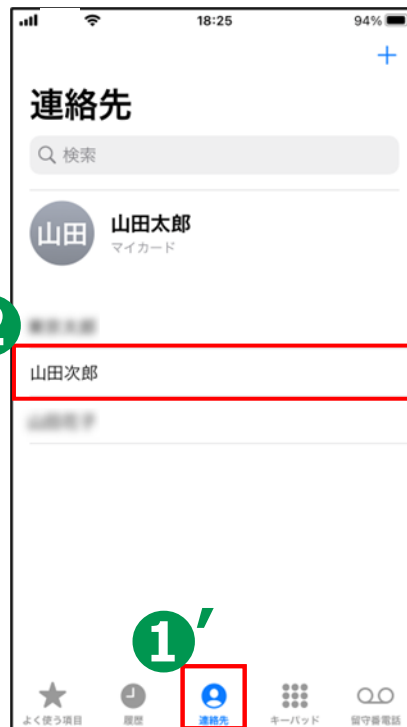 18:25
94%
+
連絡先
検索
山田
山田太郎
マイカード
2
山田次郎
1′
よく使う項目
履歴
連絡先
キーパッド
留守番電話